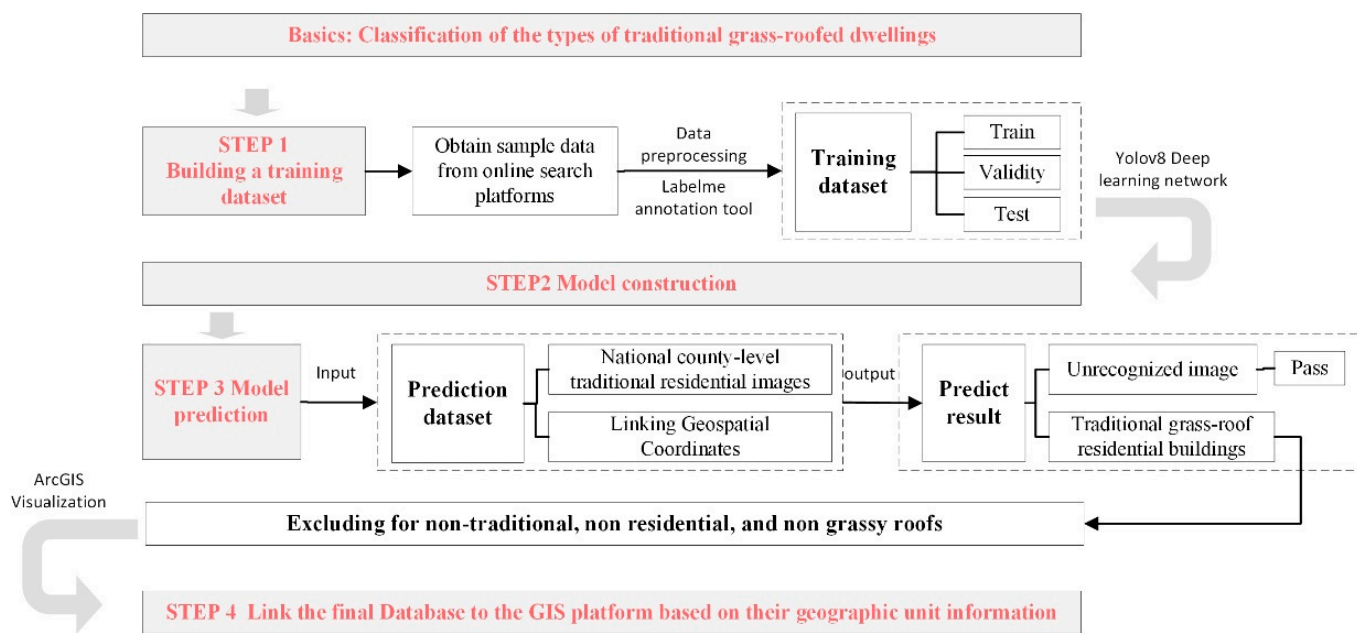 Basics: Classification of the types of traditional grass-roofed dwellings
STEP 1
Building a training
dataset
Obtain sample data
from online search
platforms
Data
preprocessing
Labelme
annotation tool
Training
dataset
Train
Validity
Test
Yolov8 Deep
learning network
STEP2 Model construction
STEP 3 Model
prediction
Input
Prediction
dataset
National county-level
traditional residential images
Linking Geospatial
Coordinates
output
Predict
result
Unrecognized image
Pass
Traditional grass-roof
residential buildings
ArcGIS
Visualization
Excluding for non-traditional, non residential, and non grassy roofs
STEP 4 Link the final Database to the GIS platform based on their geographic unit information